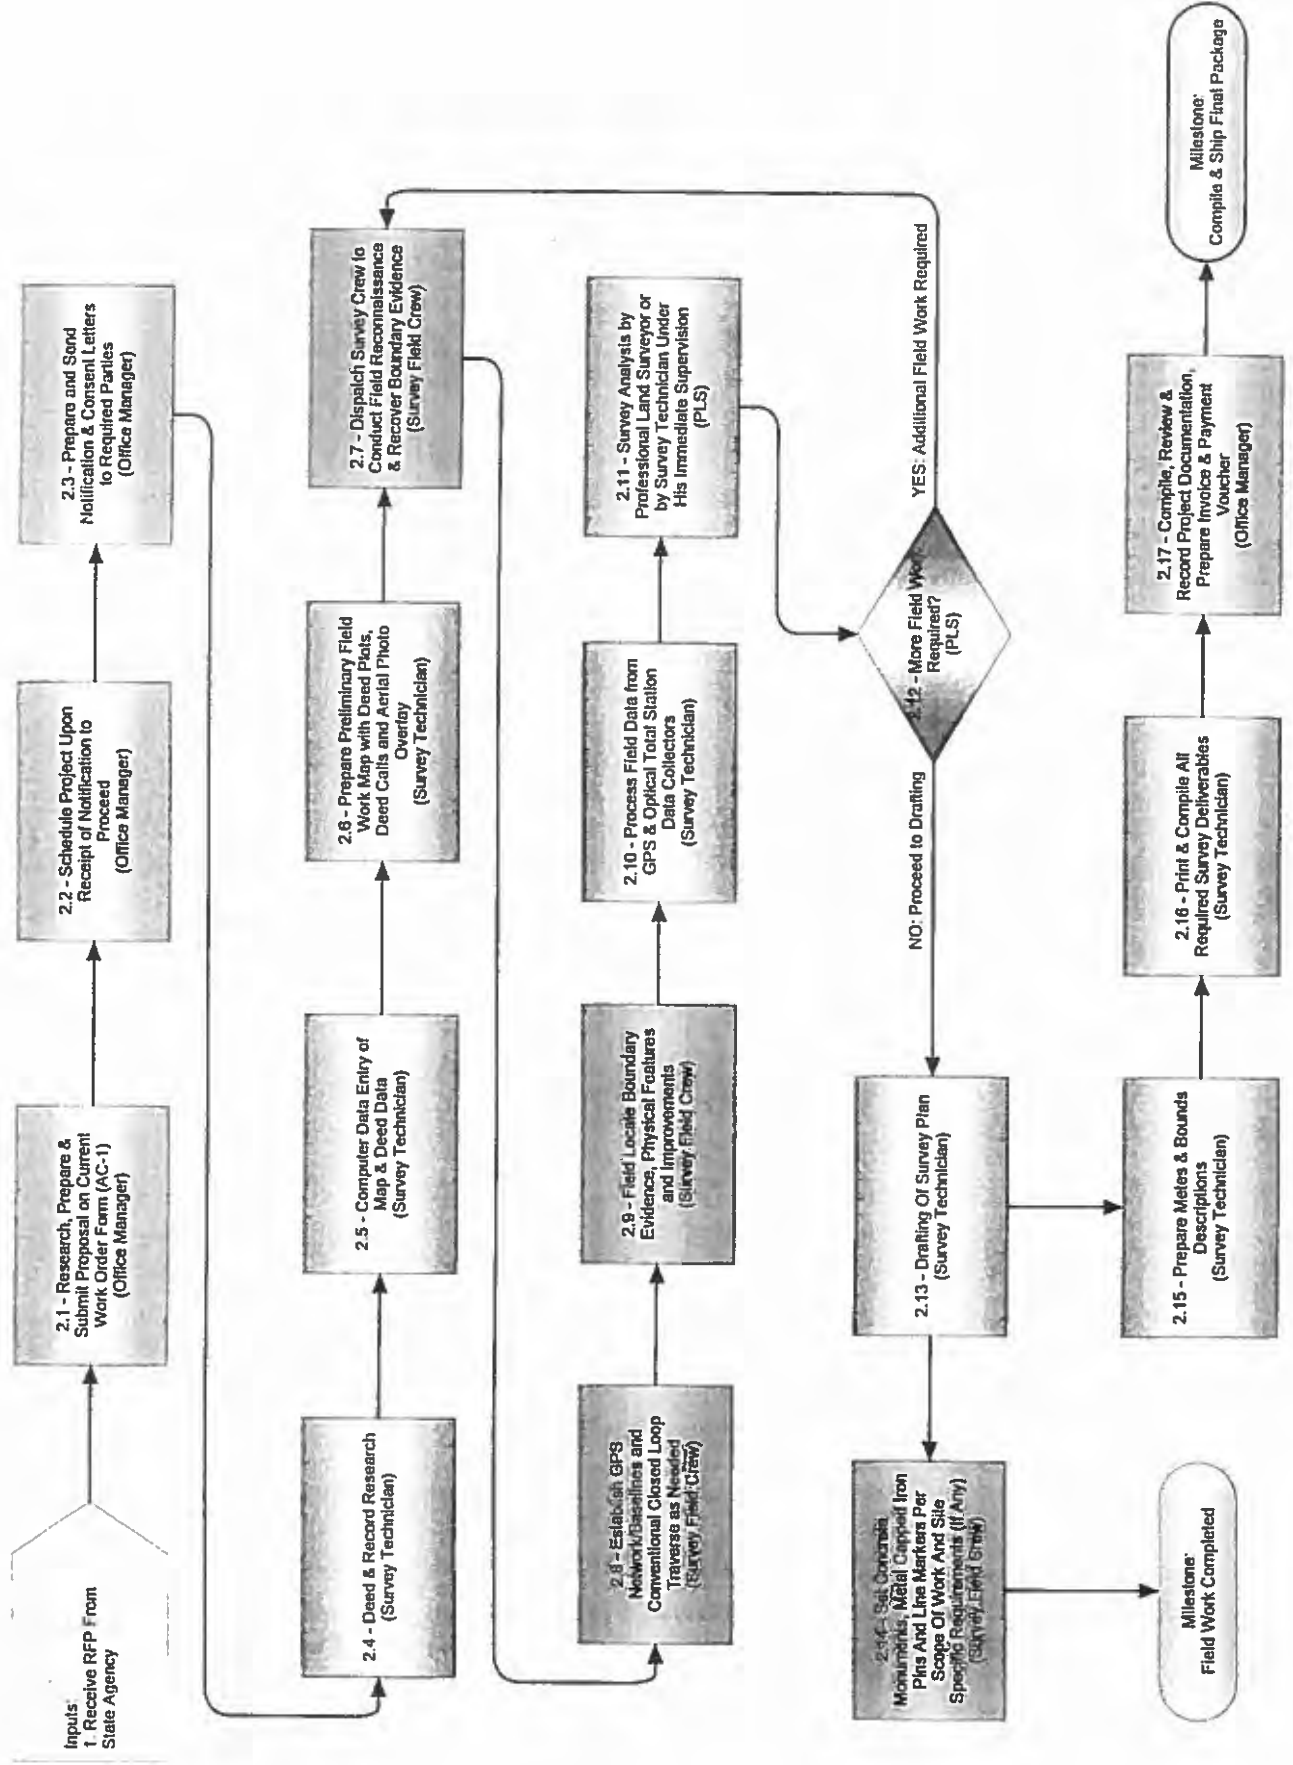 Inputs:
1. Receive RFP From
State Agency
2.1 - Research, Prepare &
Submit Proposal on Current
Work Order Form (AC-1)
(Office Manager)
2.2 - Schedule Project Upon
Receipt of Notification to
Proceed
(Office Manager)
2.3 - Prepare and Send
Notification & Consent Letters
to Required Parties
(Office Manager)
2.4 - Deed & Record Research
(Survey Technician)
2.5 - Computer Data Entry of
Map & Deed Data
(Survey Technician)
2.6 - Prepare Preliminary Field
Work Map with Deed Plots,
Deed Calls and Aerial Photo
Overlay
(Survey Technician)
2.7 - Dispatch Survey Crew to
Conduct Field Reconnaissance
& Recover Boundary Evidence
(Survey Field Crew)
2.8 - Establish GPS
Network/Baselines and
Conventional Closed Loop
Traverse as Needed
(Survey Field Crew)
2.9 - Field Locate Boundary
Evidence, Physical Features
and Improvements
(Survey Field Crew)
2.10 - Process Field Data from
GPS & Optical Total Station
Data Collectors
(Survey Technician)
2.11 - Survey Analysis by
Professional Land Surveyor or
by Survey Technician Under
His Immediate Supervision
(PLS)
2.12 - More Field Work
Required?
(PLS)
YES: Additional Field Work Required
NO: Proceed to Drafting
2.13 - Drafting Of Survey Plan
(Survey Technician)
2.14 - Set Concrete
Monuments, Metal Capped Iron
Pins And Line Markers Per
Scope Of Work And Site
Specific Requirements (If Any)
(Survey Field Crew)
Milestone:
Field Work Completed
2.15 - Prepare Metes & Bounds
Descriptions
(Survey Technician)
2.16 - Print & Compile All
Required Survey Deliverables
(Survey Technician)
2.17 - Compile, Review &
Record Project Documentation,
Prepare Invoice & Payment
Voucher
(Office Manager)
Milestone:
Compile & Ship Final Package